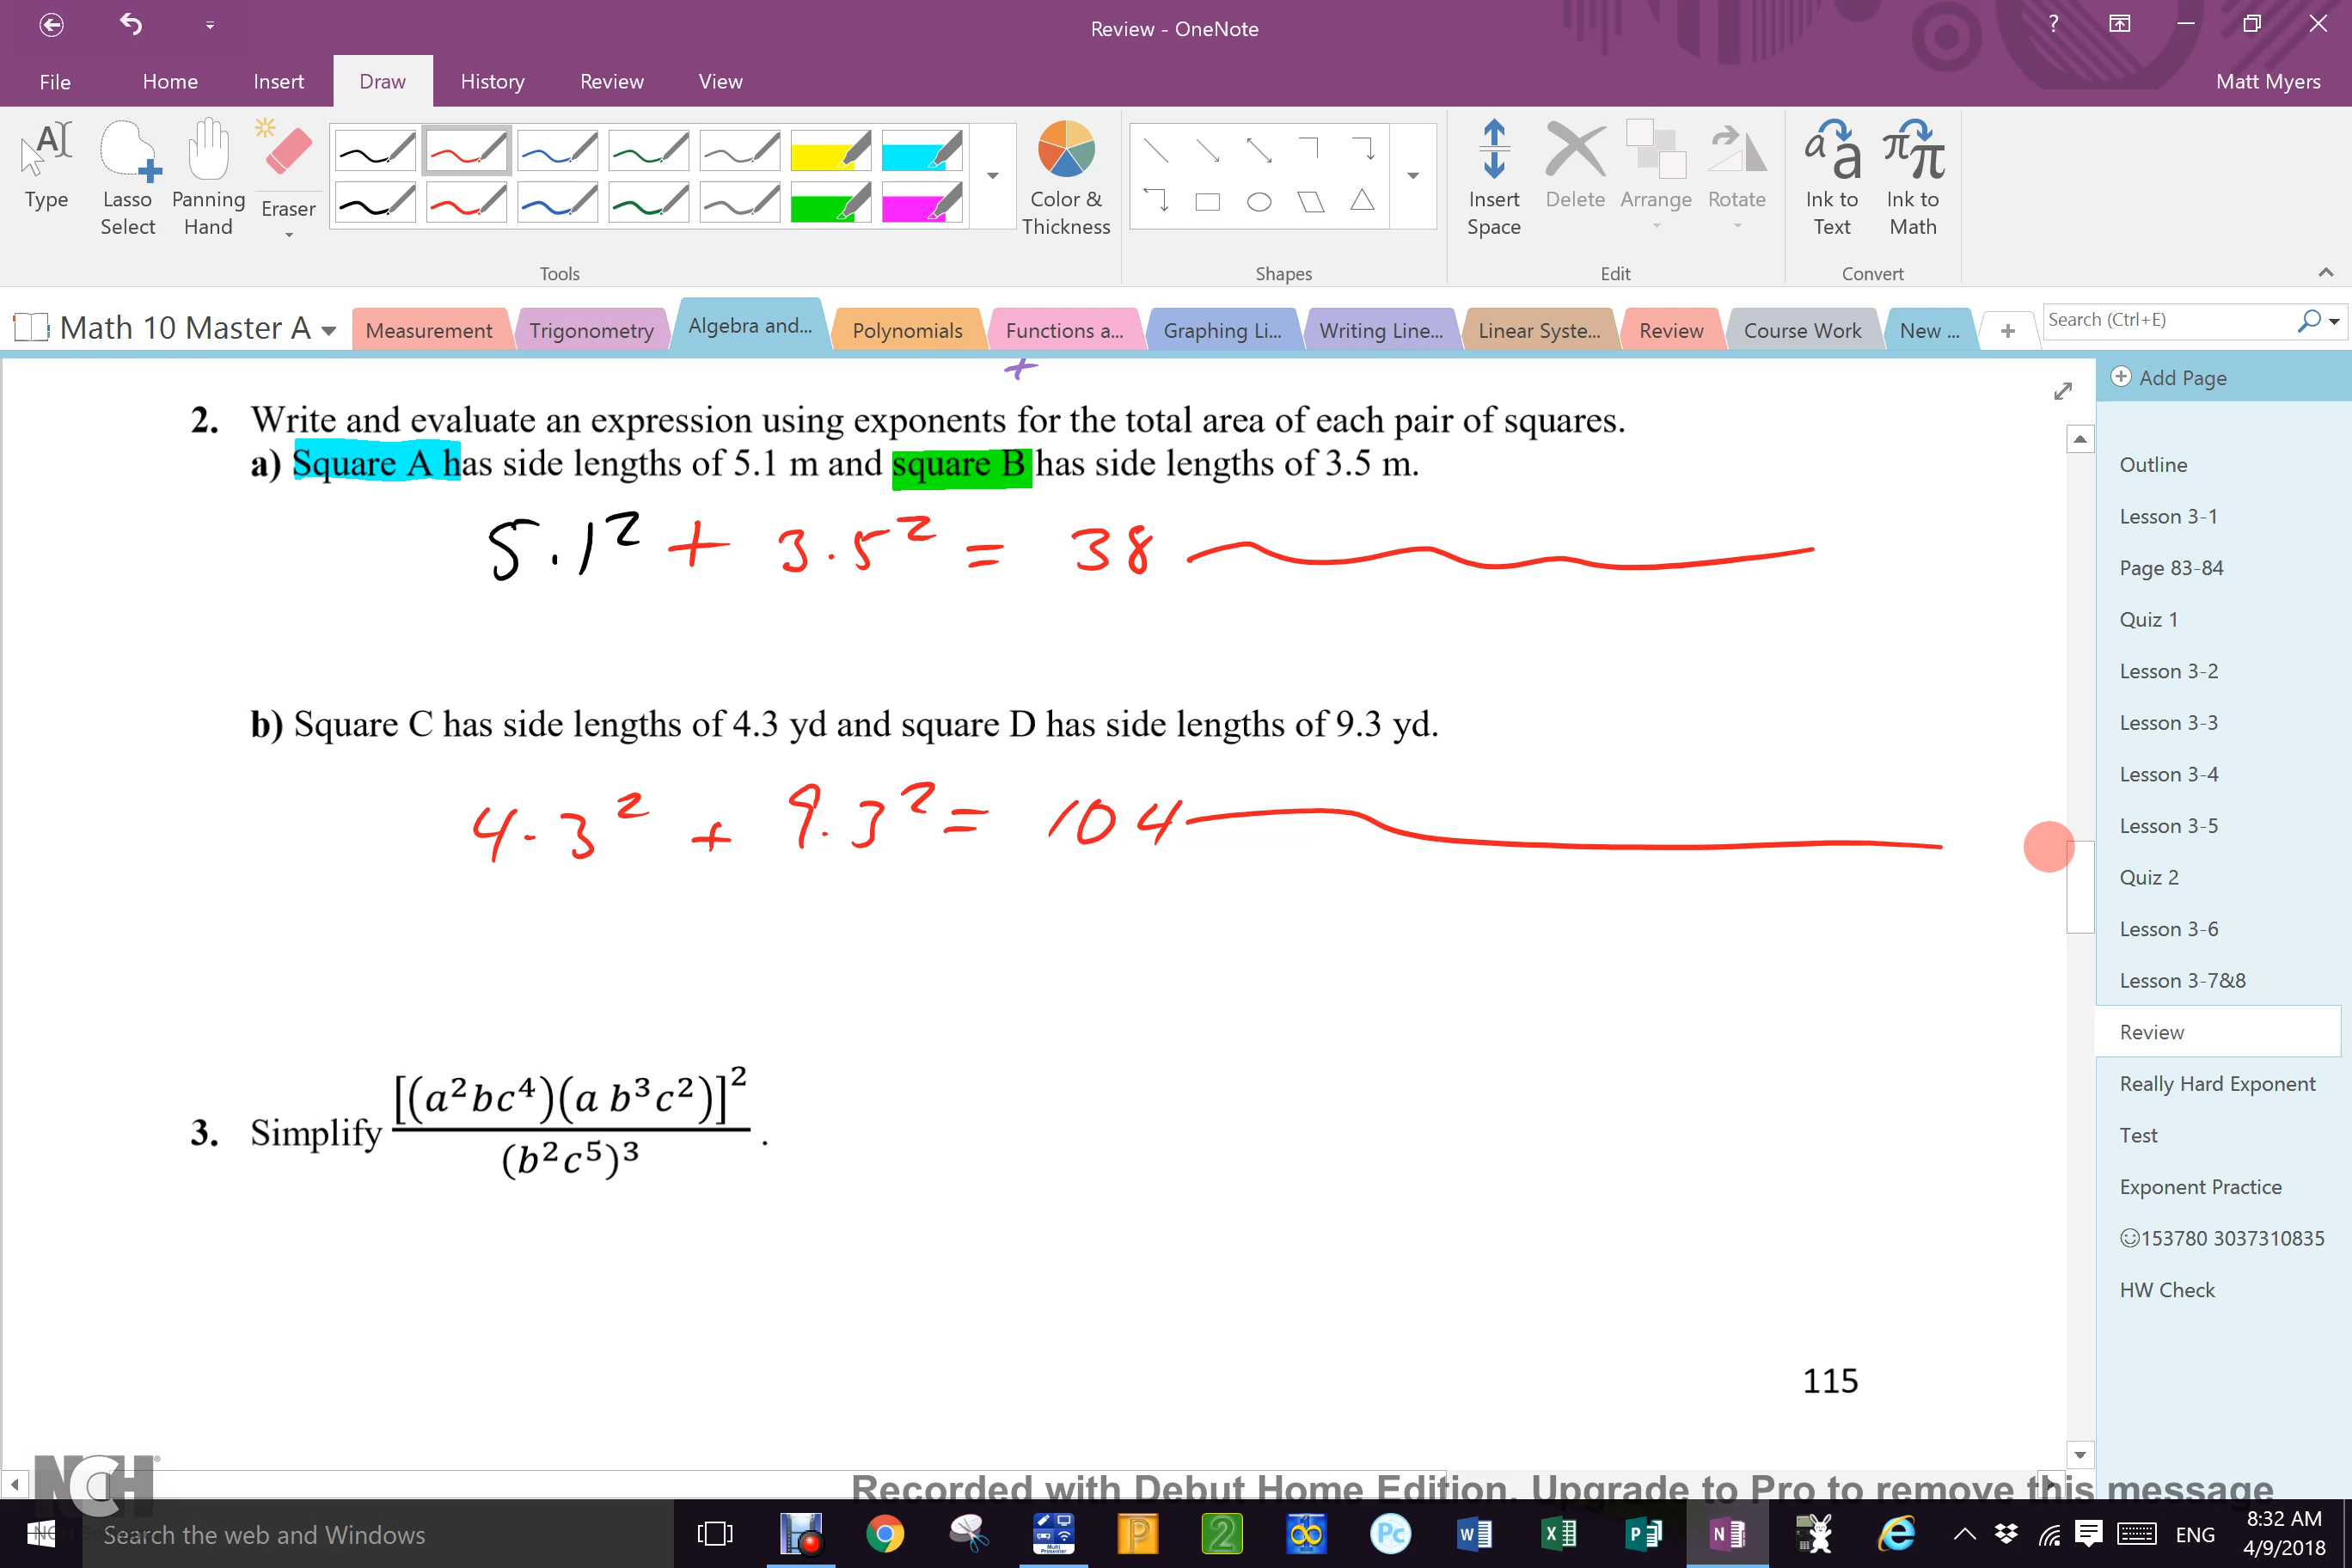 Review - OneNote
?
File Home Insert Draw History Review View Matt Myers
Type Lasso Select Panning Hand Eraser Color & Thickness Insert Space Delete Arrange Rotate Ink to Text Ink to Math
Tools Shapes Edit Convert
Math 10 Master A Measurement Trigonometry Algebra and... Polynomials Functions a... Graphing Li... Writing Line... Linear Syste... Review Course Work New ... + Search (Ctrl+E)
Add Page
+
2. Write and evaluate an expression using exponents for the total area of each pair of squares.
a) Square A has side lengths of 5.1 m and square B has side lengths of 3.5 m.
5.1² + 3.5² = 38
b) Square C has side lengths of 4.3 yd and square D has side lengths of 9.3 yd.
4.3² + 9.3² = 104
3. Simplify [(a²bc⁴)(a b³c²)]² / (b²c⁵)³ .
115
Outline
Lesson 3-1
Page 83-84
Quiz 1
Lesson 3-2
Lesson 3-3
Lesson 3-4
Lesson 3-5
Quiz 2
Lesson 3-6
Lesson 3-7&8
Review
Really Hard Exponent
Test
Exponent Practice
☺153780 3037310835
HW Check
NCH
Recorded with Debut Home Edition. Upgrade to Pro to remove this message
Search the web and Windows
ENG
8:32 AM
4/9/2018